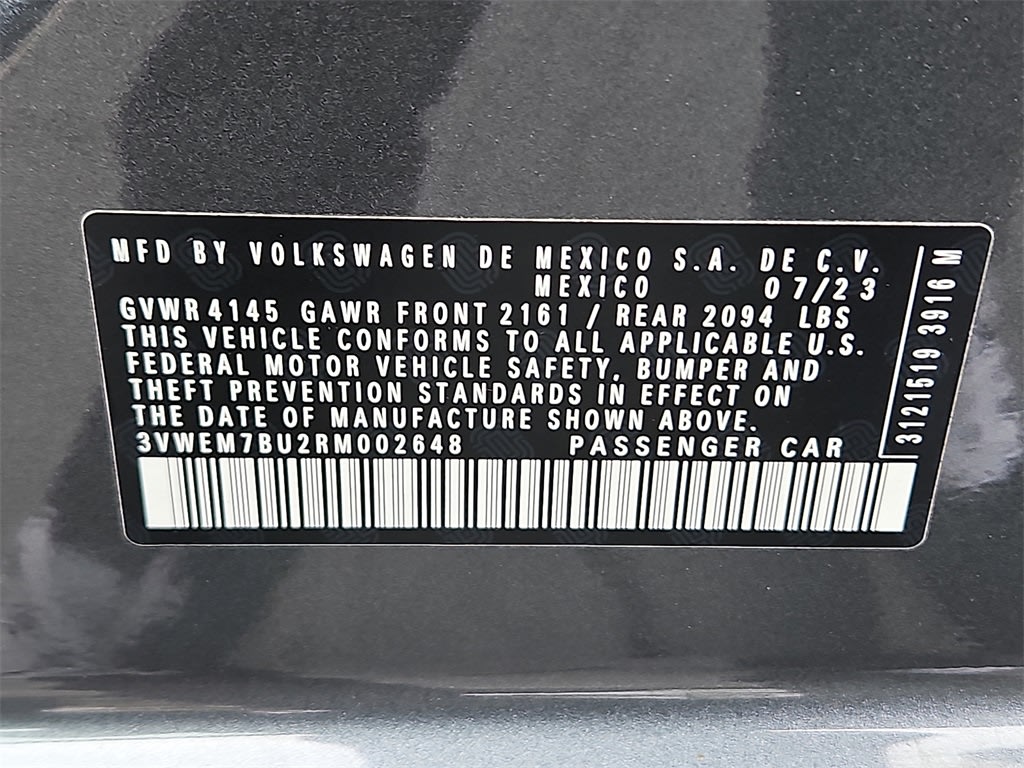 MFD BY VOLKSWAGEN DE MEXICO S.A. DE C.V.
MEXICO 07/23
GVWR 4145 GAWR FRONT 2161 / REAR 2094 LBS
THIS VEHICLE CONFORMS TO ALL APPLICABLE U.S.
FEDERAL MOTOR VEHICLE SAFETY, BUMPER AND
THEFT PREVENTION STANDARDS IN EFFECT ON
THE DATE OF MANUFACTURE SHOWN ABOVE.
3VWEM7BU2RM002648 PASSENGER CAR
3121519 3916 M